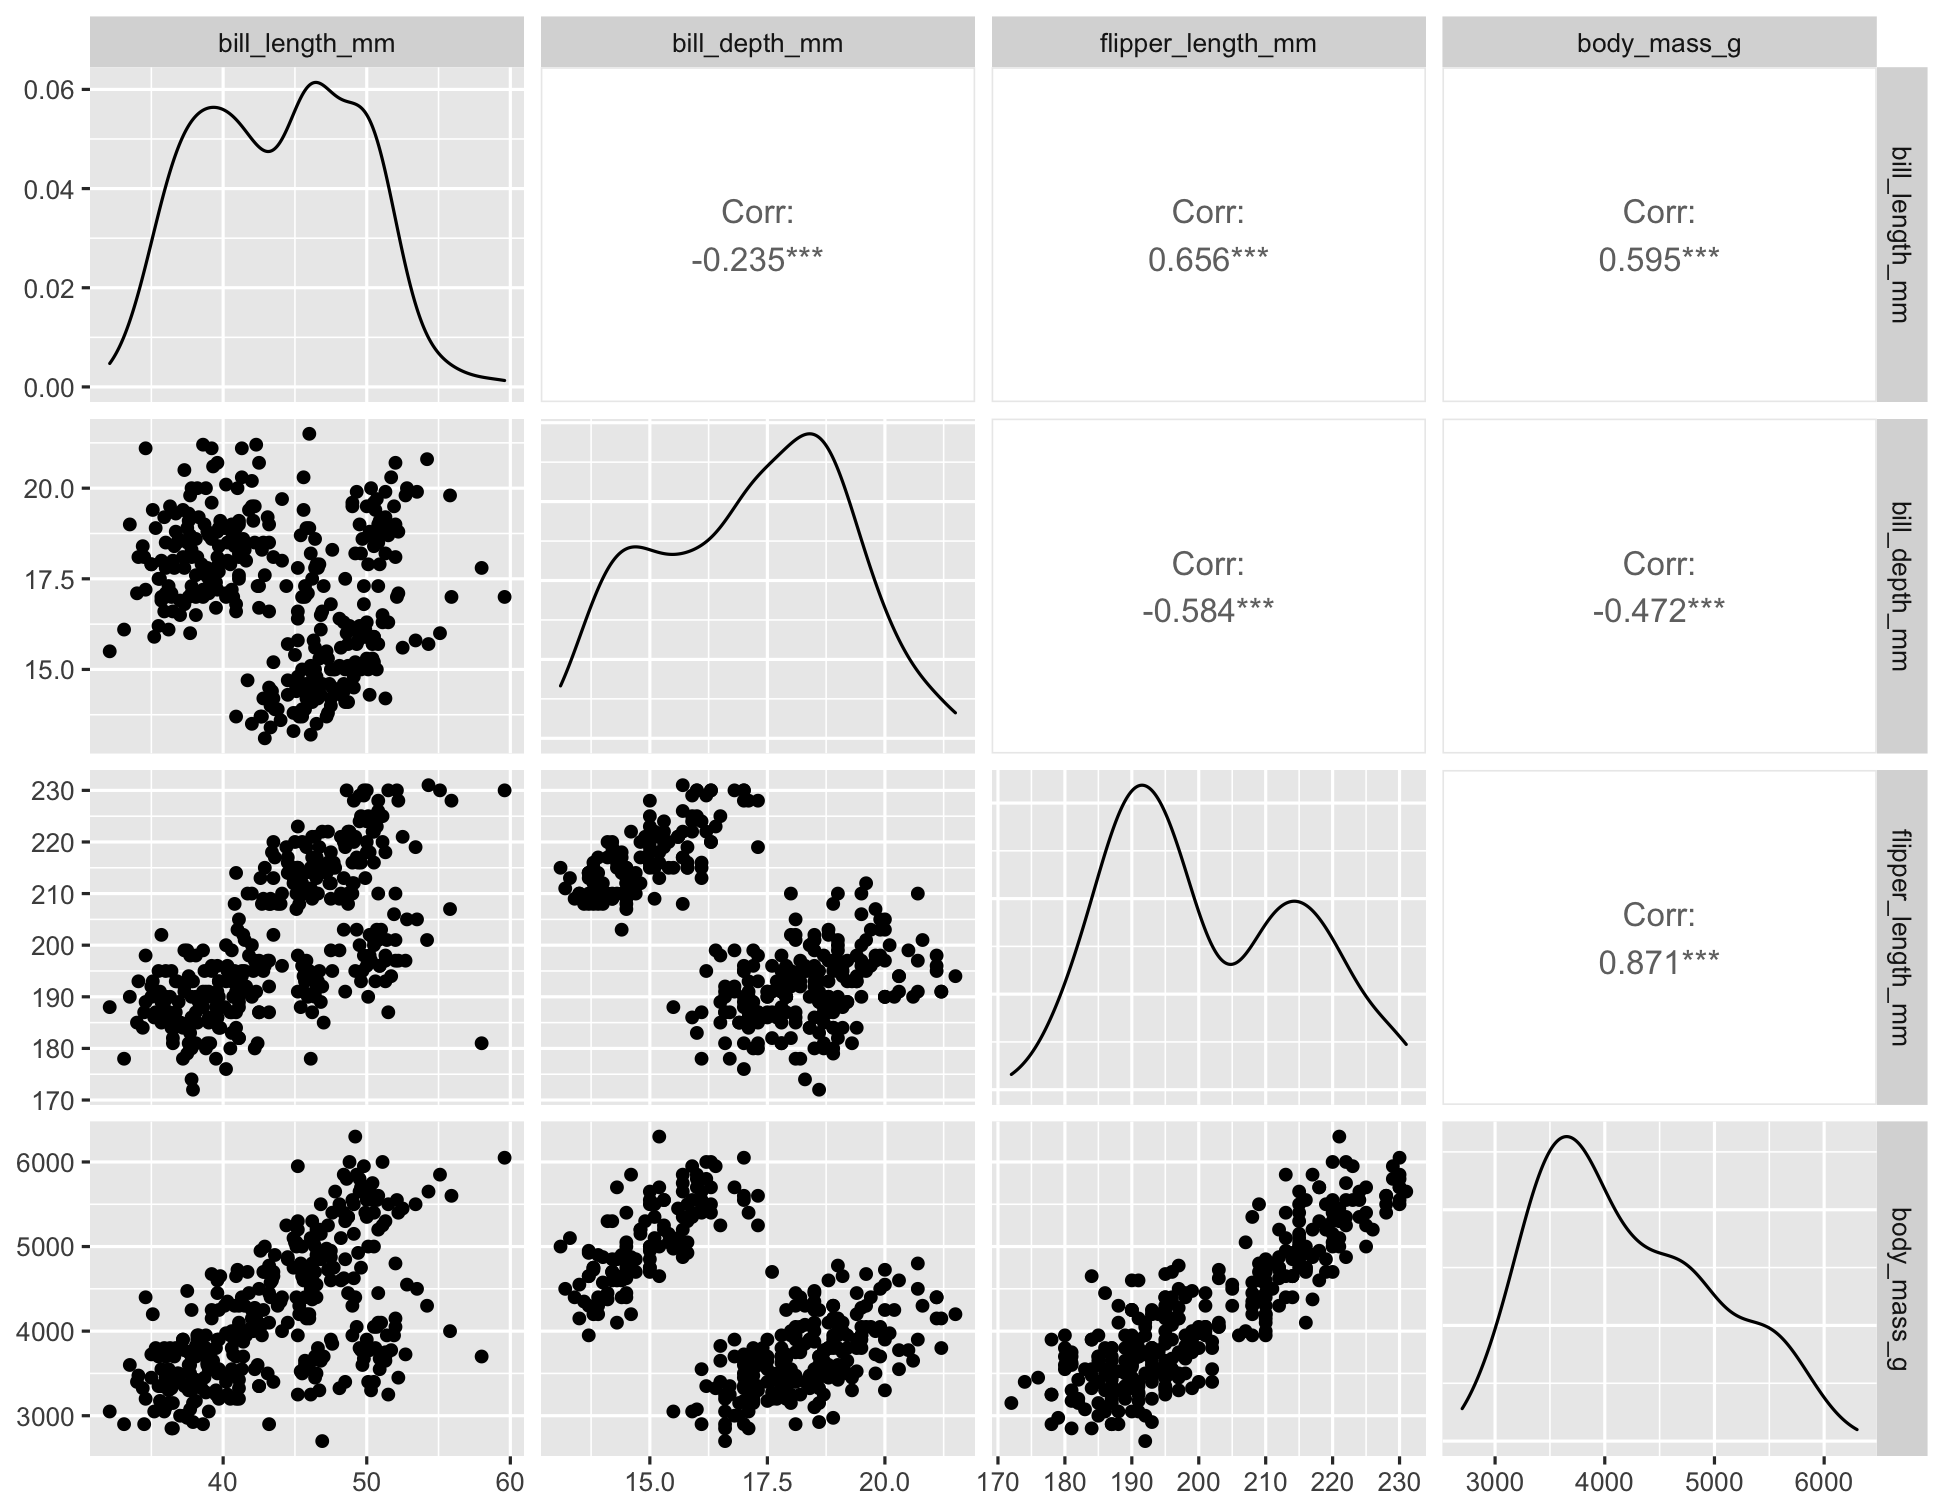 bill_length_mm
bill_depth_mm
flipper_length_mm
body_mass_g
0.06
0.04
0.02
0.00
Corr:
-0.235***
Corr:
0.656***
Corr:
0.595***
bill_length_mm
20.0
17.5
15.0
Corr:
-0.584***
Corr:
-0.472***
bill_depth_mm
230
220
210
200
190
180
170
Corr:
0.871***
flipper_length_mm
6000
5000
4000
3000
body_mass_g
40 50 60
15.0 17.5 20.0
170 180 190 200 210 220 230
3000 4000 5000 6000